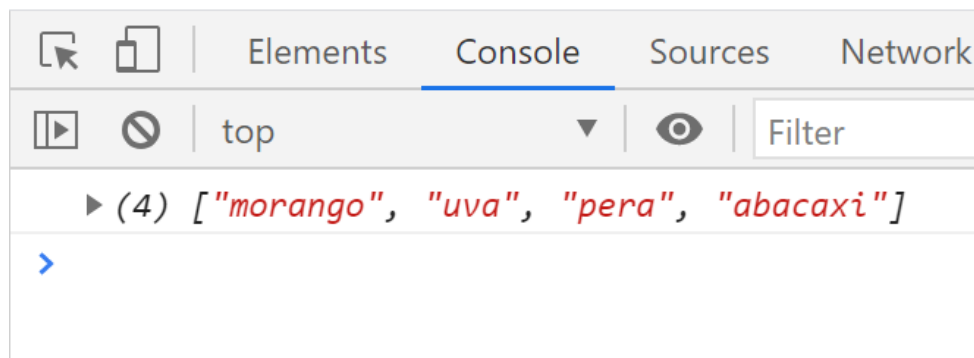 Elements Console Sources Network
top Filter
(4) ["morango", "uva", "pera", "abacaxi"]